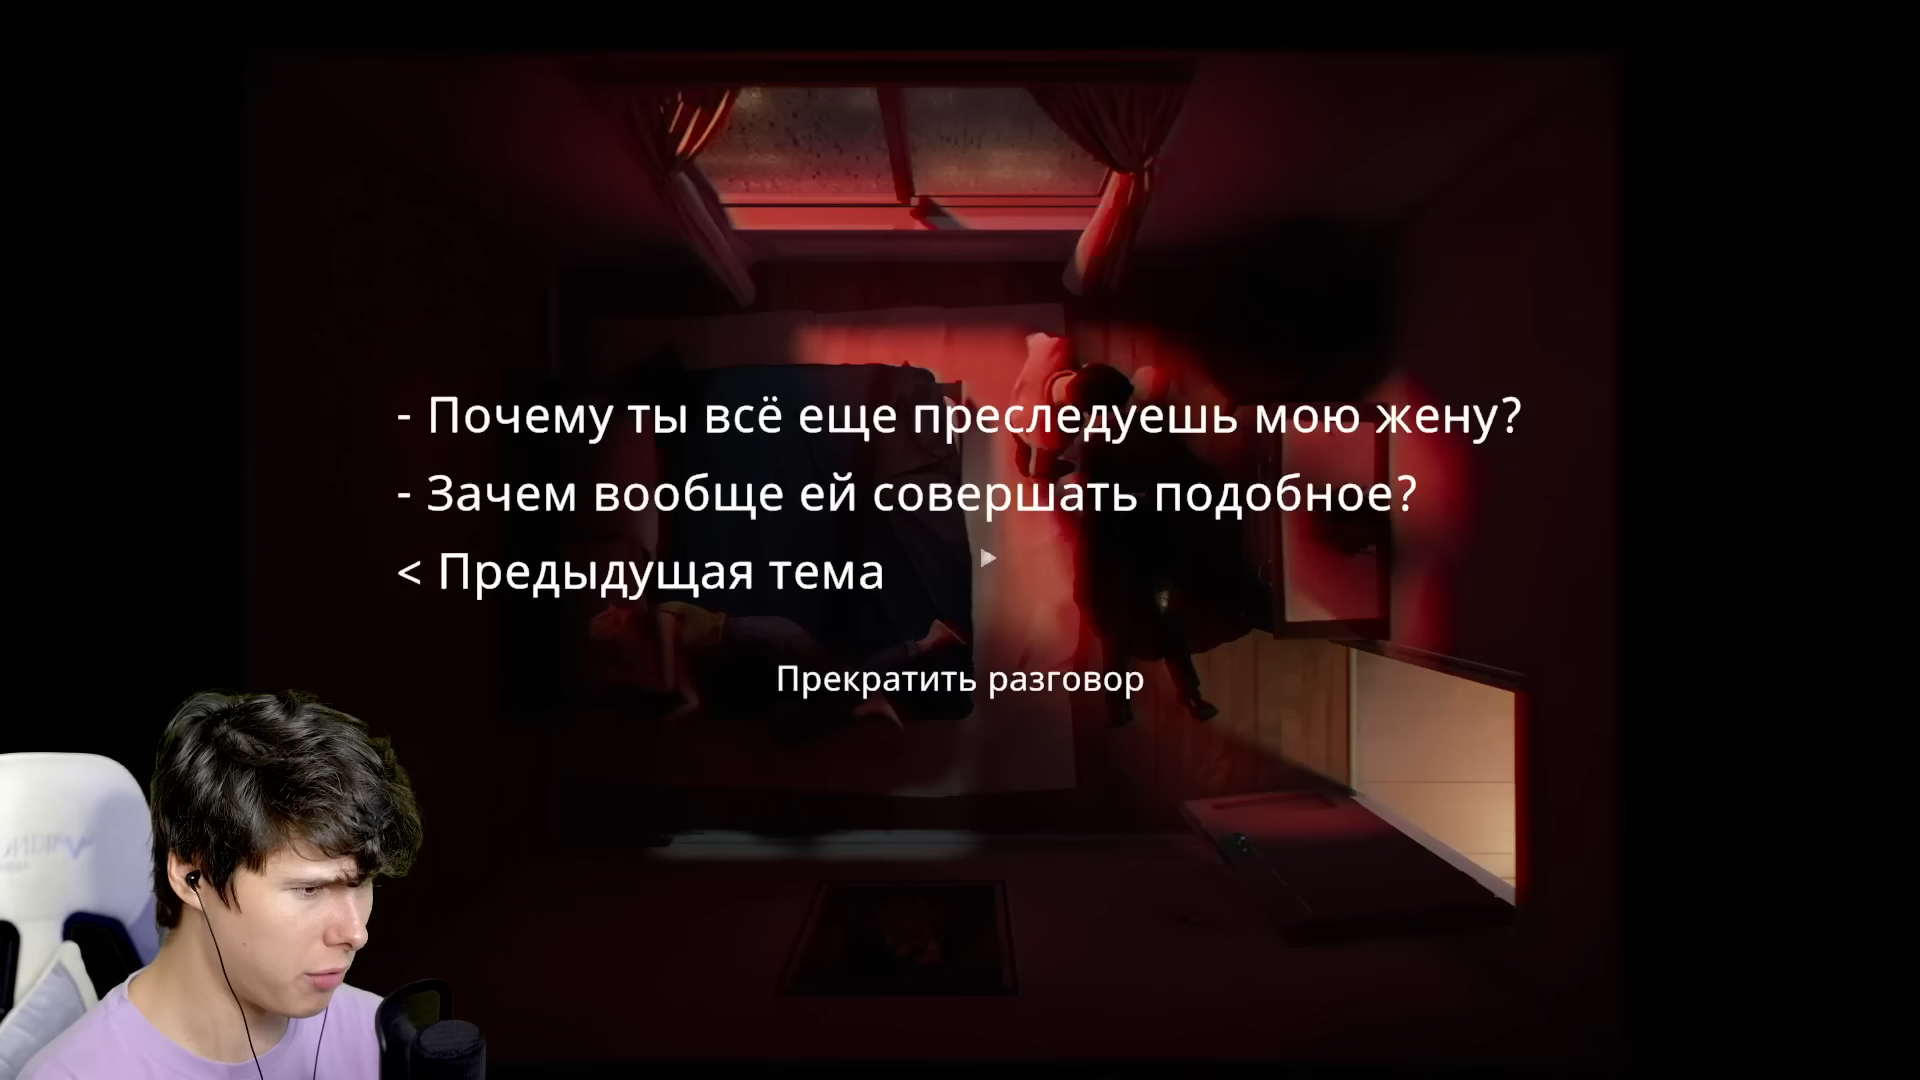 - Почему ты всё еще преследуешь мою жену?
- Зачем вообще ей совершать подобное?
< Предыдущая тема
Прекратить разговор